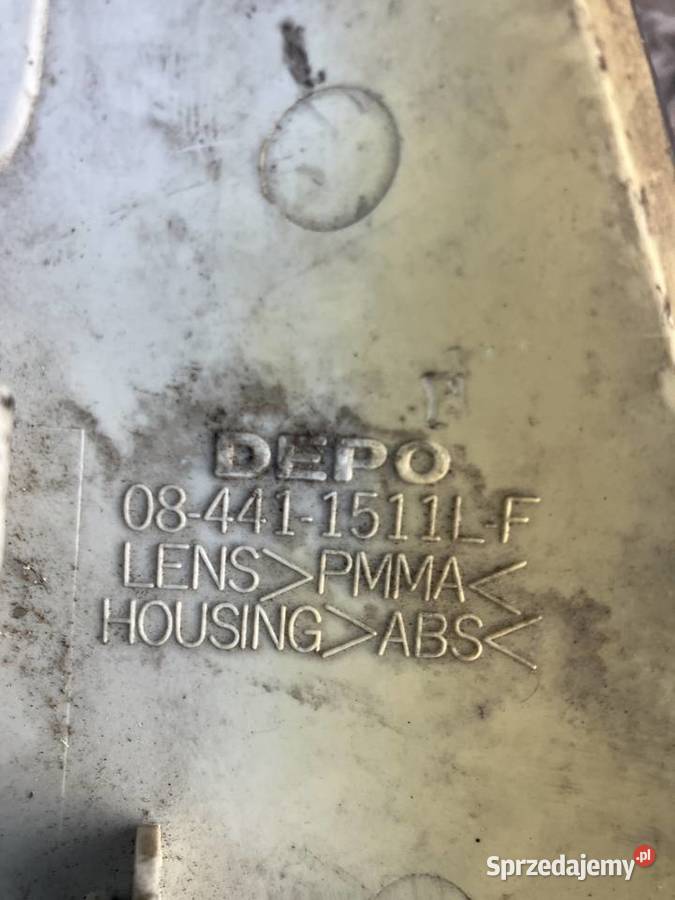 DEPO
08-441-1511L-F
LENS>PMMA<
HOUSING>ABS<
Sprzedajemy.pl